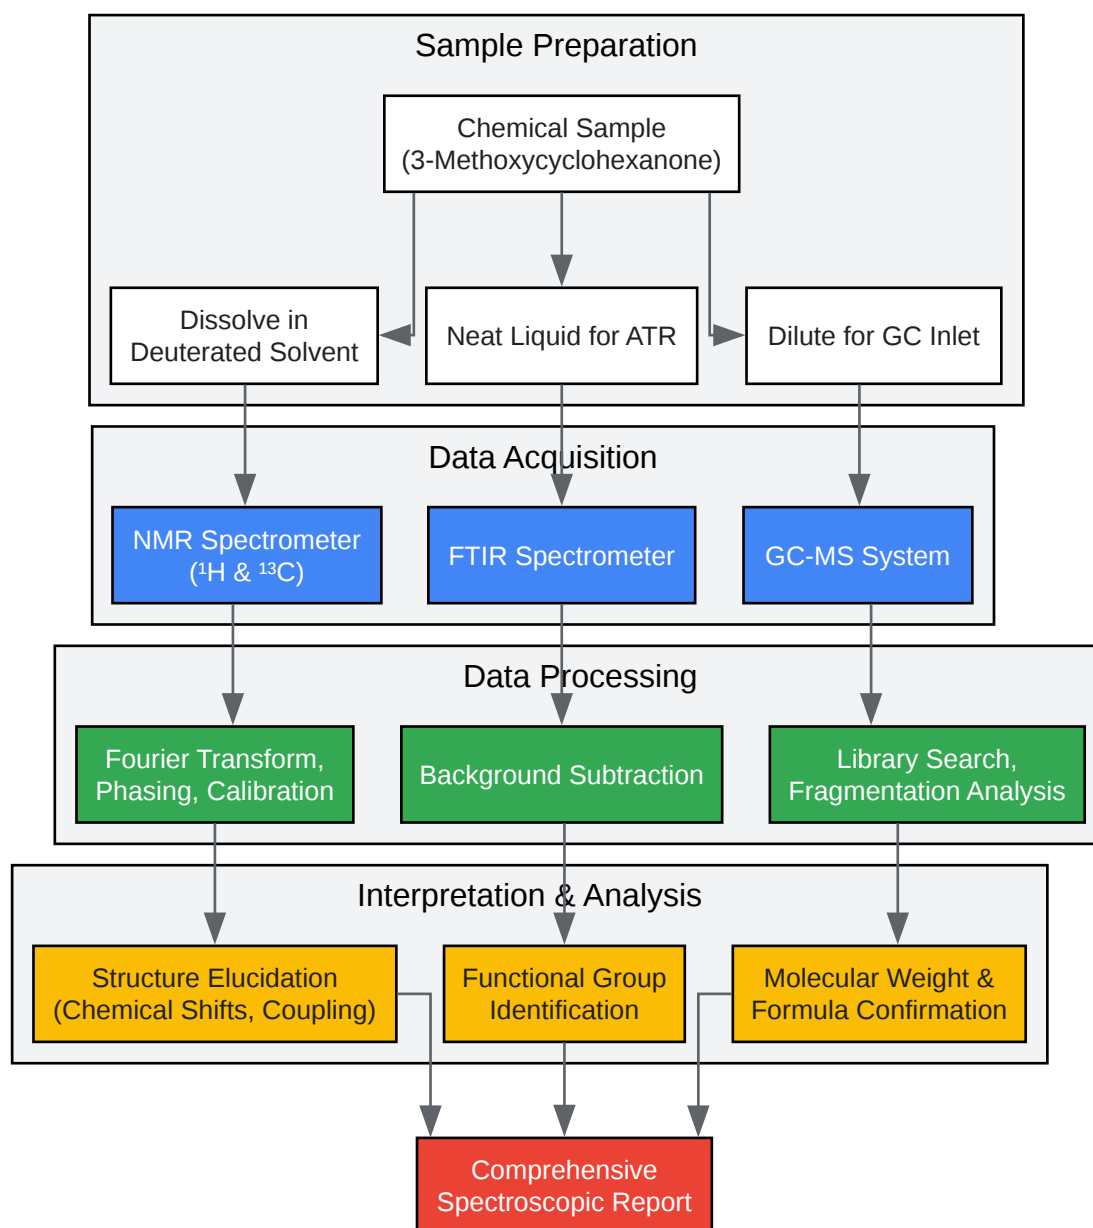 Sample Preparation
Chemical Sample
(3-Methoxycyclohexanone)
Dissolve in
Deuterated Solvent
Neat Liquid for ATR
Dilute for GC Inlet
Data Acquisition
NMR Spectrometer
(¹H & ¹³C)
FTIR Spectrometer
GC-MS System
Data Processing
Fourier Transform,
Phasing, Calibration
Background Subtraction
Library Search,
Fragmentation Analysis
Interpretation & Analysis
Structure Elucidation
(Chemical Shifts, Coupling)
Functional Group
Identification
Molecular Weight &
Formula Confirmation
Comprehensive
Spectroscopic Report